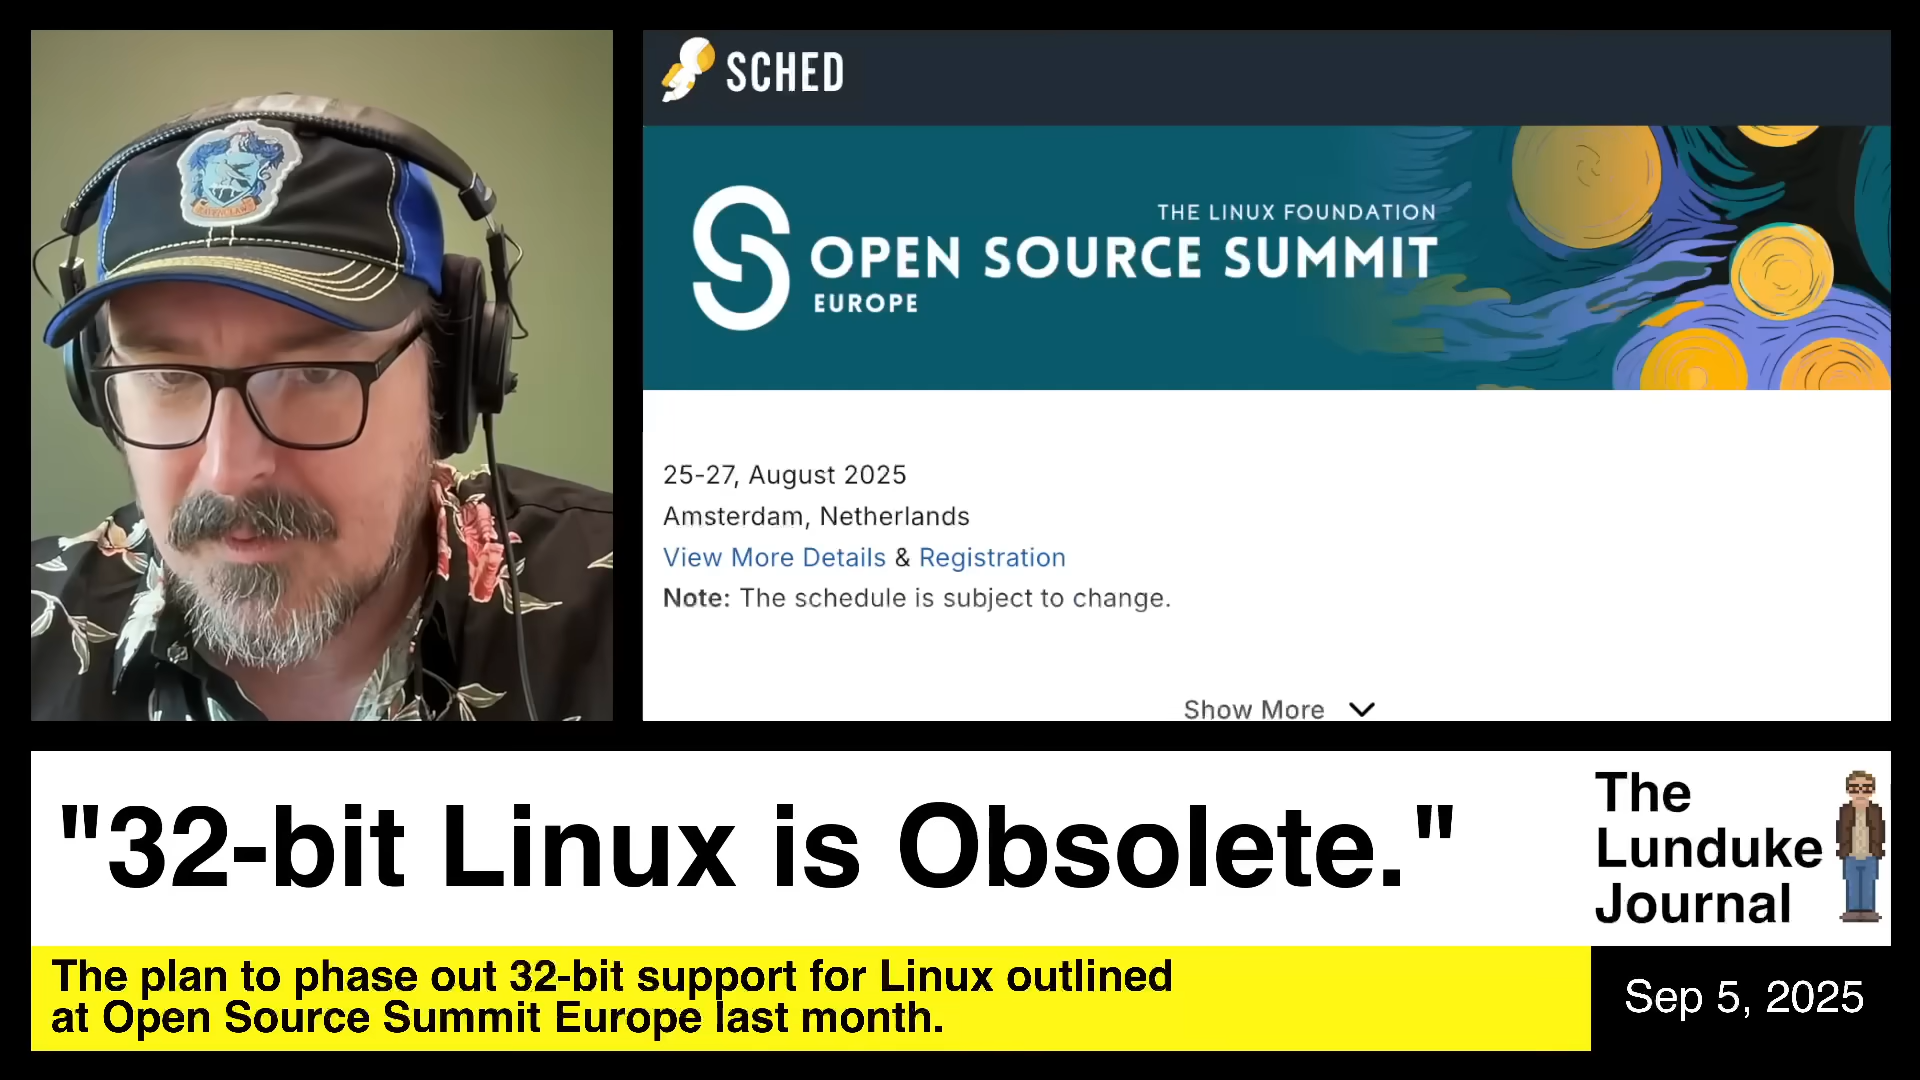 RAVENCLAW
SCHED
THE LINUX FOUNDATION
OPEN SOURCE SUMMIT
EUROPE
25-27, August 2025
Amsterdam, Netherlands
View More Details & Registration
Note: The schedule is subject to change.
Show More
"32-bit Linux is Obsolete."
The
Lunduke
Journal
The plan to phase out 32-bit support for Linux outlined
at Open Source Summit Europe last month.
Sep 5, 2025